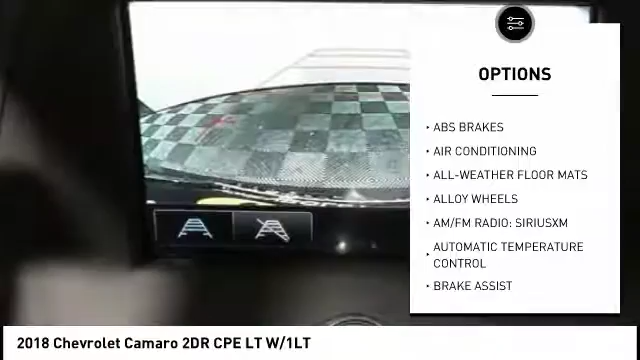 OPTIONS
ABS BRAKES
AIR CONDITIONING
ALL-WEATHER FLOOR MATS
ALLOY WHEELS
AM/FM RADIO: SIRIUSXM
AUTOMATIC TEMPERATURE
CONTROL
BRAKE ASSIST
2018 Chevrolet Camaro 2DR CPE LT W/1LT